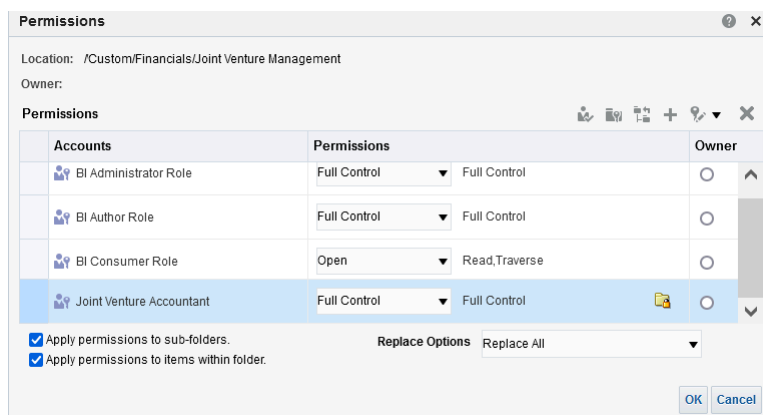 Permissions
Location: /Custom/Financials/Joint Venture Management
Owner:
Permissions
Accounts Permissions Owner
BI Administrator Role Full Control Full Control
BI Author Role Full Control Full Control
BI Consumer Role Open Read,Traverse
Joint Venture Accountant Full Control Full Control
Apply permissions to sub-folders. Replace Options Replace All
Apply permissions to items within folder.
OK Cancel